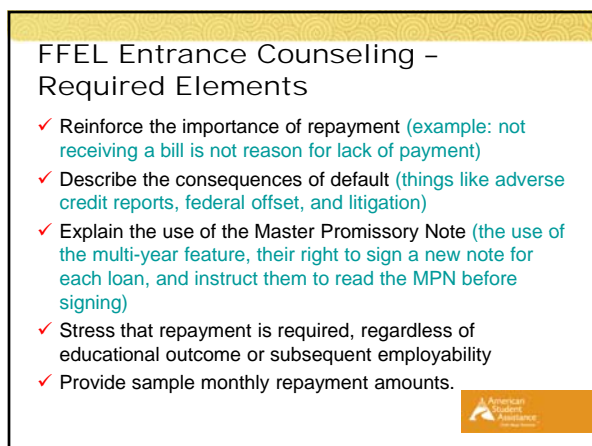 FFEL Entrance Counseling –
Required Elements
✓ Reinforce the importance of repayment (example: not
receiving a bill is not reason for lack of payment)
✓ Describe the consequences of default (things like adverse
credit reports, federal offset, and litigation)
✓ Explain the use of the Master Promissory Note (the use of
the multi-year feature, their right to sign a new note for
each loan, and instruct them to read the MPN before
signing)
✓ Stress that repayment is required, regardless of
educational outcome or subsequent employability
✓ Provide sample monthly repayment amounts.
American
Student
Assistance